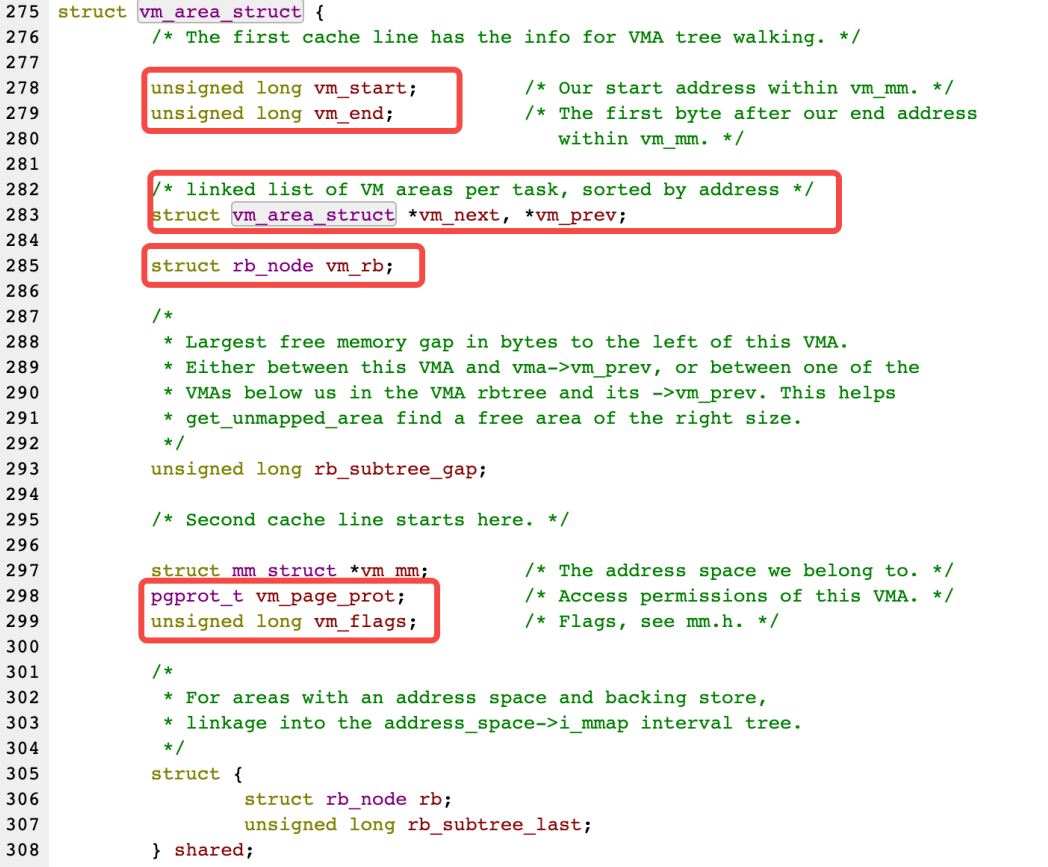 275 struct vm_area_struct {
276 /* The first cache line has the info for VMA tree walking. */
277
278 unsigned long vm_start; /* Our start address within vm_mm. */
279 unsigned long vm_end; /* The first byte after our end address
280 within vm_mm. */
281
282 /* linked list of VM areas per task, sorted by address */
283 struct vm_area_struct *vm_next, *vm_prev;
284
285 struct rb_node vm_rb;
286
287 /*
288 * Largest free memory gap in bytes to the left of this VMA.
289 * Either between this VMA and vma->vm_prev, or between one of the
290 * VMAs below us in the VMA rbtree and its ->vm_prev. This helps
291 * get_unmapped_area find a free area of the right size.
292 */
293 unsigned long rb_subtree_gap;
294
295 /* Second cache line starts here. */
296
297 struct mm_struct *vm_mm; /* The address space we belong to. */
298 pgprot_t vm_page_prot; /* Access permissions of this VMA. */
299 unsigned long vm_flags; /* Flags, see mm.h. */
300
301 /*
302 * For areas with an address space and backing store,
303 * linkage into the address_space->i_mmap interval tree.
304 */
305 struct {
306 struct rb_node rb;
307 unsigned long rb_subtree_last;
308 } shared;